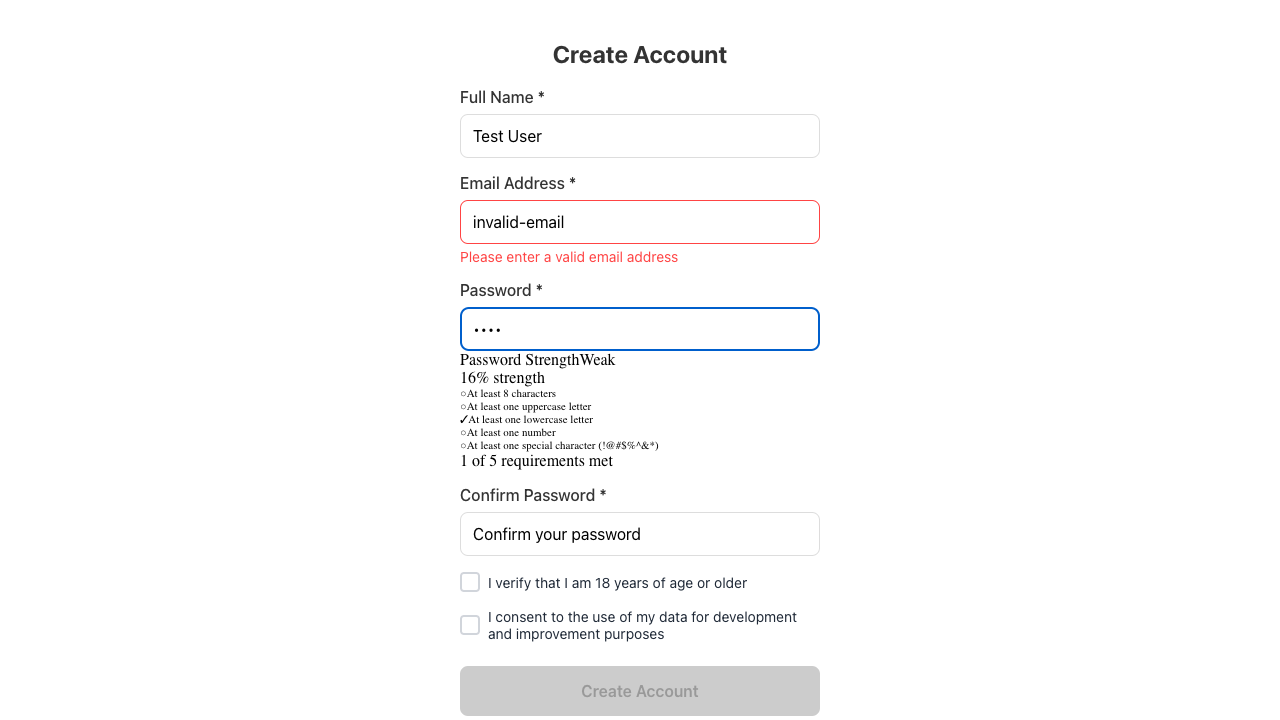 Create Account
Full Name *
Test User
Email Address *
invalid-email
Please enter a valid email address
Password *
••••
Password StrengthWeak
16% strength
○At least 8 characters
○At least one uppercase letter
✓At least one lowercase letter
○At least one number
○At least one special character (!@#$%^&*)
1 of 5 requirements met
Confirm Password *
Confirm your password
I verify that I am 18 years of age or older
I consent to the use of my data for development
and improvement purposes
Create Account